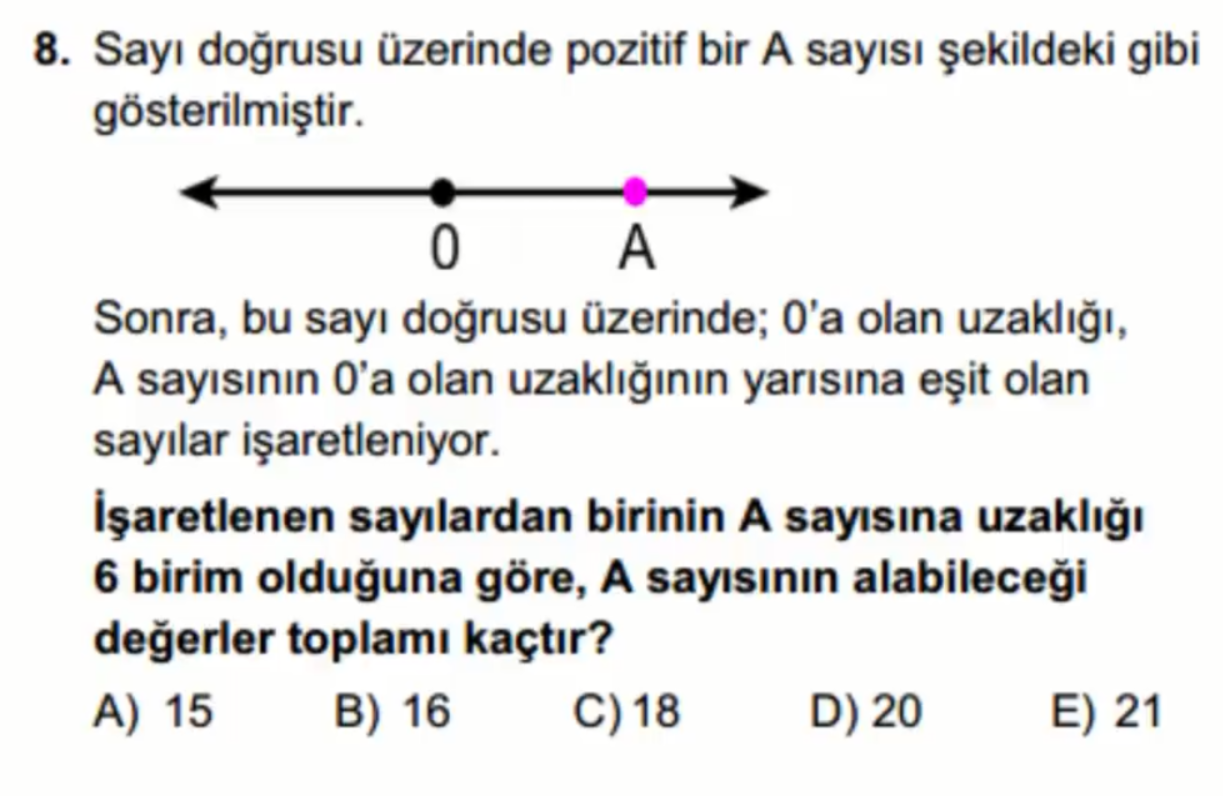 8. Sayı doğrusu üzerinde pozitif bir A sayısı şekildeki gibi
gösterilmiştir.
0 A
Sonra, bu sayı doğrusu üzerinde; 0'a olan uzaklığı,
A sayısının 0'a olan uzaklığının yarısına eşit olan
sayılar işaretleniyor.
İşaretlenen sayılardan birinin A sayısına uzaklığı
6 birim olduğuna göre, A sayısının alabileceği
değerler toplamı kaçtır?
A) 15 B) 16 C) 18 D) 20 E) 21